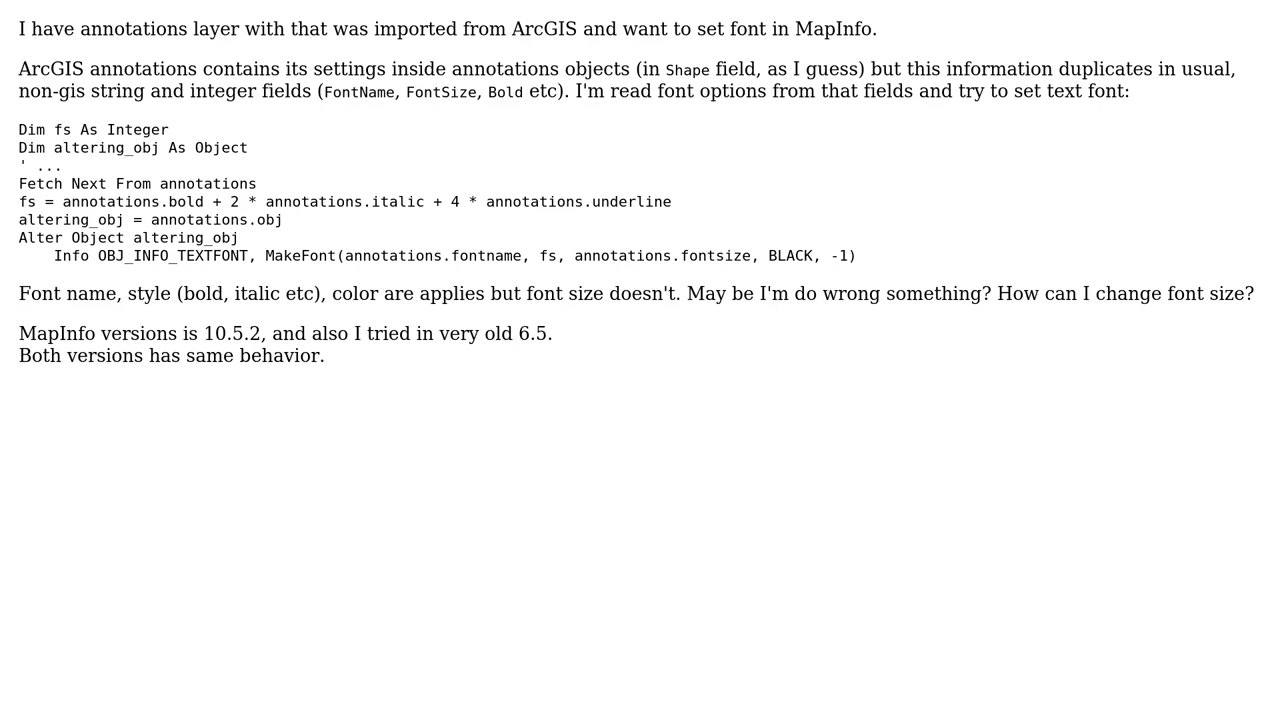 I have annotations layer with that was imported from ArcGIS and want to set font in MapInfo.
ArcGIS annotations contains its settings inside annotations objects (in Shape field, as I guess) but this information duplicates in usual,
non-gis string and integer fields (FontName, FontSize, Bold etc). I'm read font options from that fields and try to set text font:
Dim fs As Integer
Dim altering_obj As Object
' ...
Fetch Next From annotations
fs = annotations.bold + 2 * annotations.italic + 4 * annotations.underline
altering_obj = annotations.obj
Alter Object altering_obj
    Info OBJ_INFO_TEXTFONT, MakeFont(annotations.fontname, fs, annotations.fontsize, BLACK, -1)
Font name, style (bold, italic etc), color are applies but font size doesn't. May be I'm do wrong something? How can I change font size?
MapInfo versions is 10.5.2, and also I tried in very old 6.5.
Both versions has same behavior.